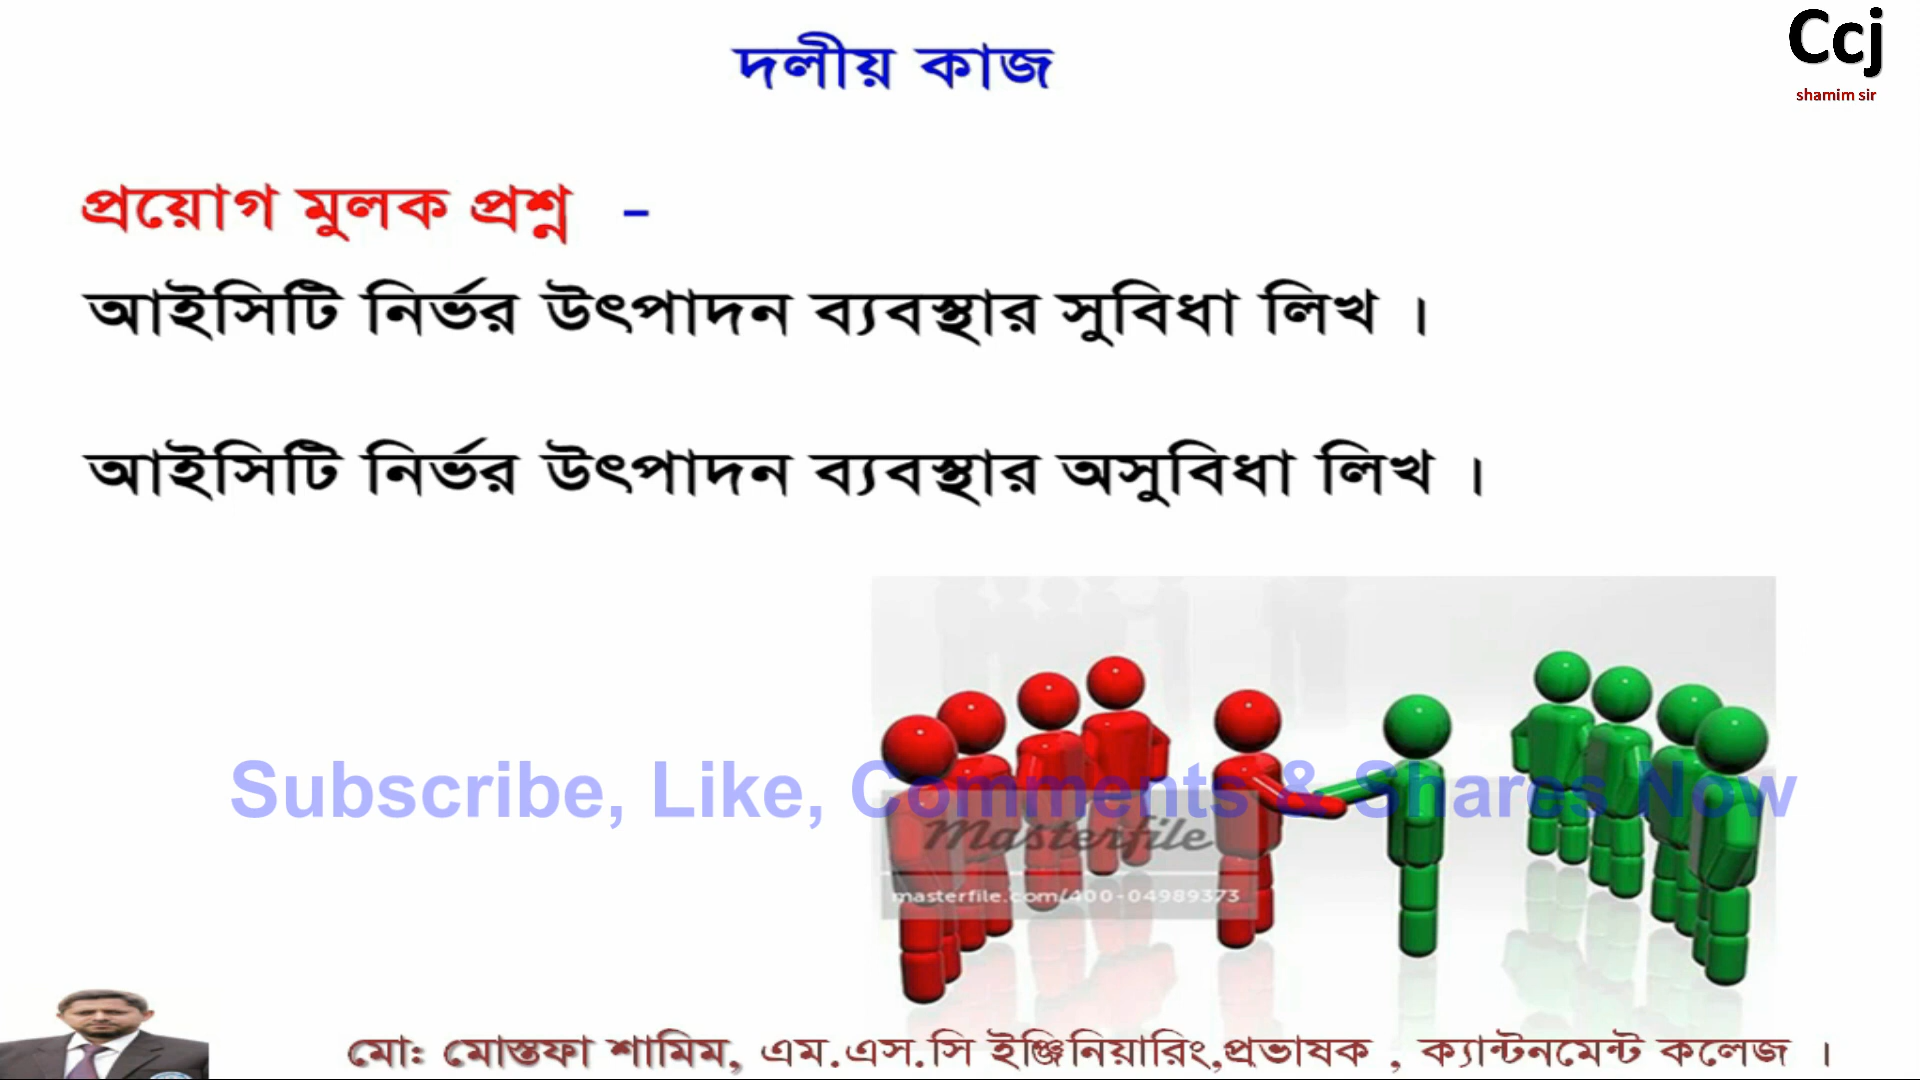 দলীয় কাজ
Ccj
shamim sir
প্রয়োগ মুলক প্রশ্ন -
আইসিটি নির্ভর উৎপাদন ব্যবস্থার সুবিধা লিখ ।
আইসিটি নির্ভর উৎপাদন ব্যবস্থার অসুবিধা লিখ ।
Subscribe, Like, Comments & Shares Now
Masterfile
masterfile.com/400-04989373
মো: মোস্তফা শামিম, এম.এস.সি ইঞ্জিনিয়ারিং,প্রভাষক , ক্যান্টনমেন্ট কলেজ ।